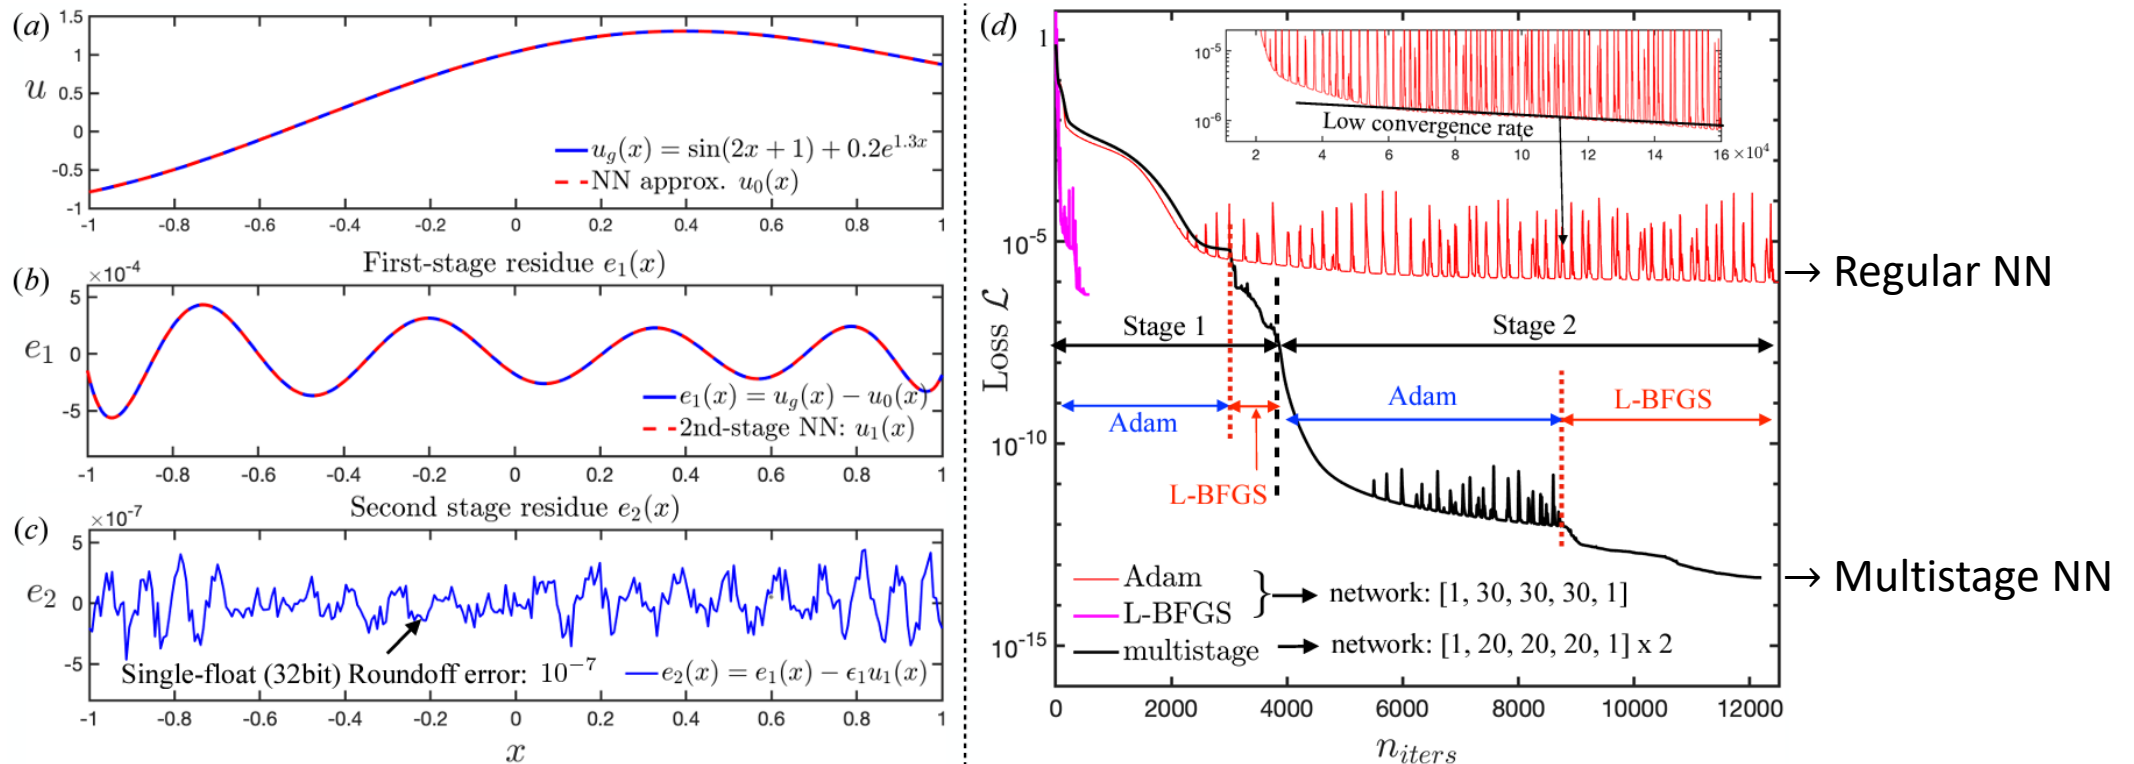 (a)
u
1.5
1
0.5
0
-0.5
-1
u_g(x) = sin(2x + 1) + 0.2e^{1.3x}
NN approx. u_0(x)
-1 -0.8 -0.6 -0.4 -0.2 0 0.2 0.4 0.6 0.8 1
First-stage residue e_1(x)
(b)
×10^{-4}
e_1
5
0
-5
e_1(x) = u_g(x) − u_0(x)
2nd-stage NN: u_1(x)
-1 -0.8 -0.6 -0.4 -0.2 0 0.2 0.4 0.6 0.8 1
Second stage residue e_2(x)
(c)
×10^{-7}
e_2
5
0
-5
Single-float (32bit) Roundoff error: 10^{−7}
e_2(x) = e_1(x) − ϵ_1u_1(x)
-1 -0.8 -0.6 -0.4 -0.2 0 0.2 0.4 0.6 0.8 1
x
(d)
Loss ℒ
1
10^{-5}
10^{-10}
10^{-15}
10^{-5}
10^{-6}
Low convergence rate
2 4 6 8 10 12 14 16 ×10^4
→ Regular NN
Stage 1
Stage 2
Adam
L-BFGS
Adam
L-BFGS
→ Multistage NN
Adam
L-BFGS
network: [1, 30, 30, 30, 1]
multistage
network: [1, 20, 20, 20, 1] x 2
0 2000 4000 6000 8000 10000 12000
n_{iters}